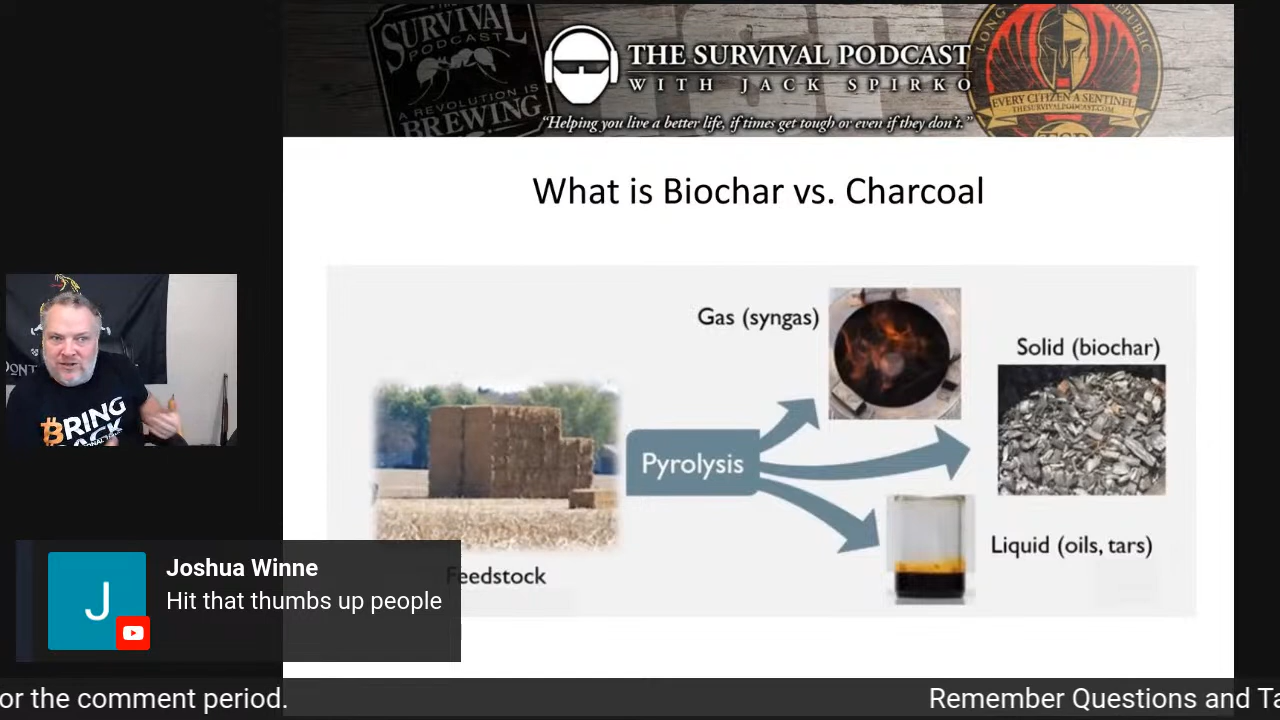 THE
SURVIVAL
PODCAST
REVOLUTION IS
BREWING
THE SURVIVAL PODCAST
WITH JACK SPIRKO
“Helping you live a better life, if times get tough or even if they don’t.”
EVERY CITIZEN A SENTINEL
THESURVIVALPODCAST.COM
TSP
What is Biochar vs. Charcoal
Gas (syngas)
Solid (biochar)
Pyrolysis
Liquid (oils, tars)
Feedstock
BRING
Joshua Winne
J
Hit that thumbs up people
or the comment period.
Remember Questions and Ta